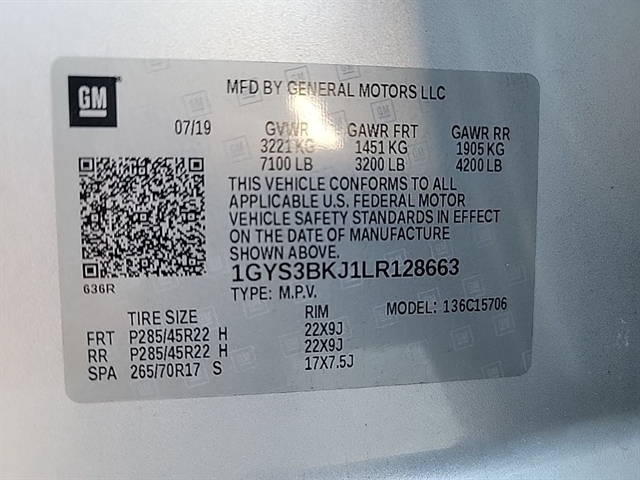 GM
MFD BY GENERAL MOTORS LLC
07/19 GVWR GAWR FRT GAWR RR
3221 KG 1451 KG 1905 KG
7100 LB 3200 LB 4200 LB
THIS VEHICLE CONFORMS TO ALL
APPLICABLE U.S. FEDERAL MOTOR
VEHICLE SAFETY STANDARDS IN EFFECT
ON THE DATE OF MANUFACTURE
SHOWN ABOVE.
636R
1GYS3BKJ1LR128663
TYPE: M.P.V. MODEL: 136C15706
TIRE SIZE RIM
FRT P285/45R22 H 22X9J
RR P285/45R22 H 22X9J
SPA 265/70R17 S 17X7.5J